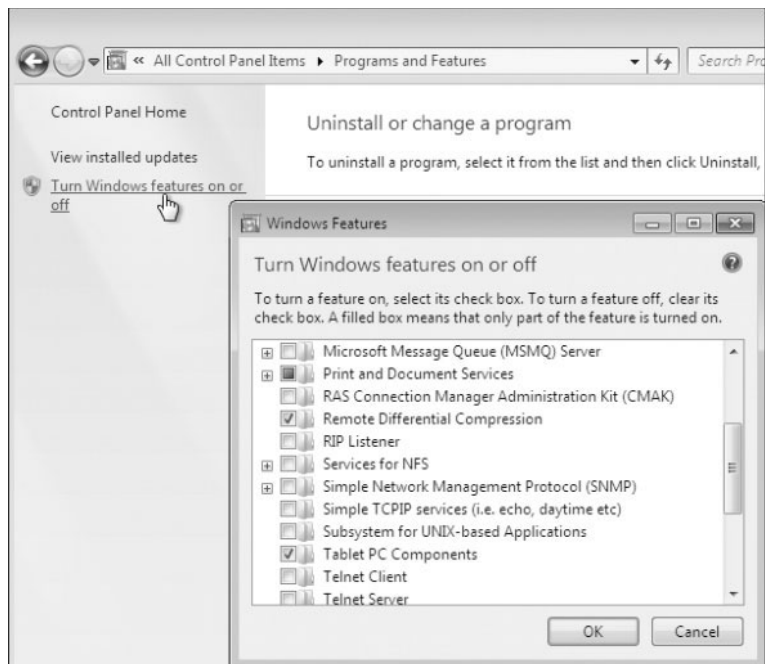 « All Control Panel Items ▸ Programs and Features
Search Pro
Control Panel Home
View installed updates
Turn Windows features on or
off
Uninstall or change a program
To uninstall a program, select it from the list and then click Uninstall,
Windows Features
Turn Windows features on or off
To turn a feature on, select its check box. To turn a feature off, clear its
check box. A filled box means that only part of the feature is turned on.
Microsoft Message Queue (MSMQ) Server
Print and Document Services
RAS Connection Manager Administration Kit (CMAK)
Remote Differential Compression
RIP Listener
Services for NFS
Simple Network Management Protocol (SNMP)
Simple TCPIP services (i.e. echo, daytime etc)
Subsystem for UNIX-based Applications
Tablet PC Components
Telnet Client
Telnet Server
OK Cancel